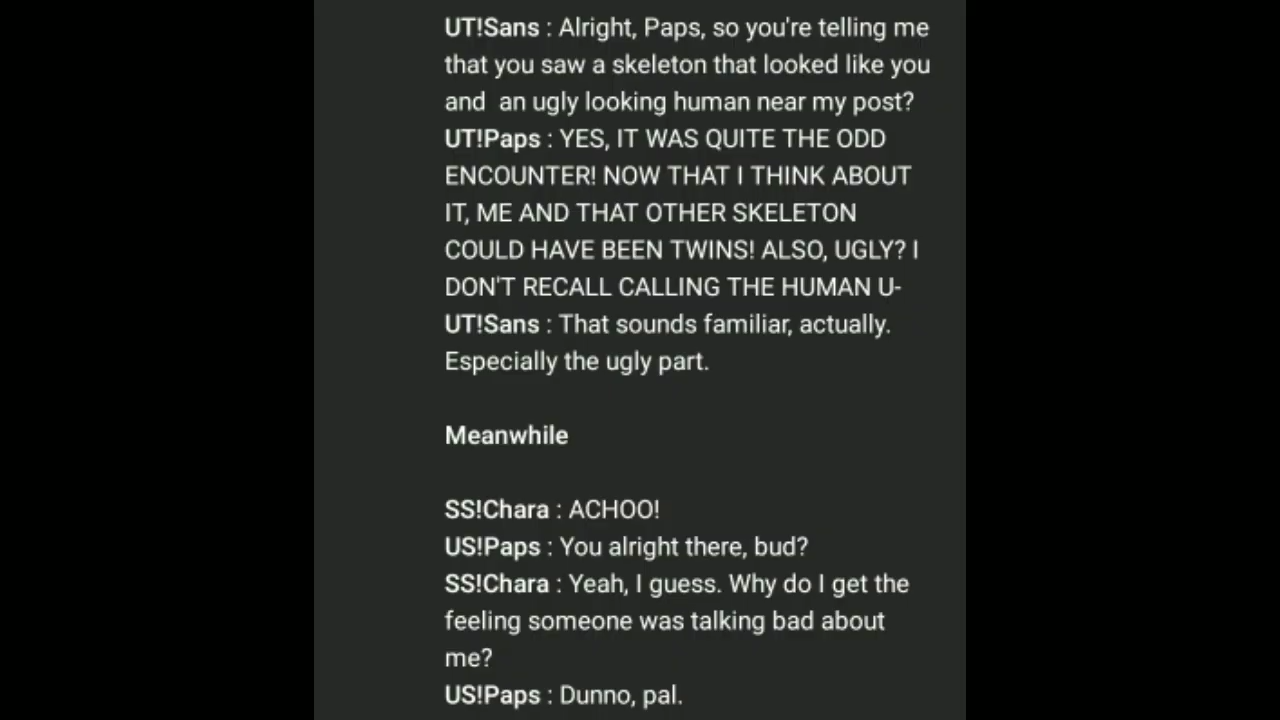 UT!Sans : Alright, Paps, so you're telling me
that you saw a skeleton that looked like you
and  an ugly looking human near my post?
UT!Paps : YES, IT WAS QUITE THE ODD
ENCOUNTER! NOW THAT I THINK ABOUT
IT, ME AND THAT OTHER SKELETON
COULD HAVE BEEN TWINS! ALSO, UGLY? I
DON'T RECALL CALLING THE HUMAN U-
UT!Sans : That sounds familiar, actually.
Especially the ugly part.
Meanwhile
SS!Chara : ACHOO!
US!Paps : You alright there, bud?
SS!Chara : Yeah, I guess. Why do I get the
feeling someone was talking bad about
me?
US!Paps : Dunno, pal.